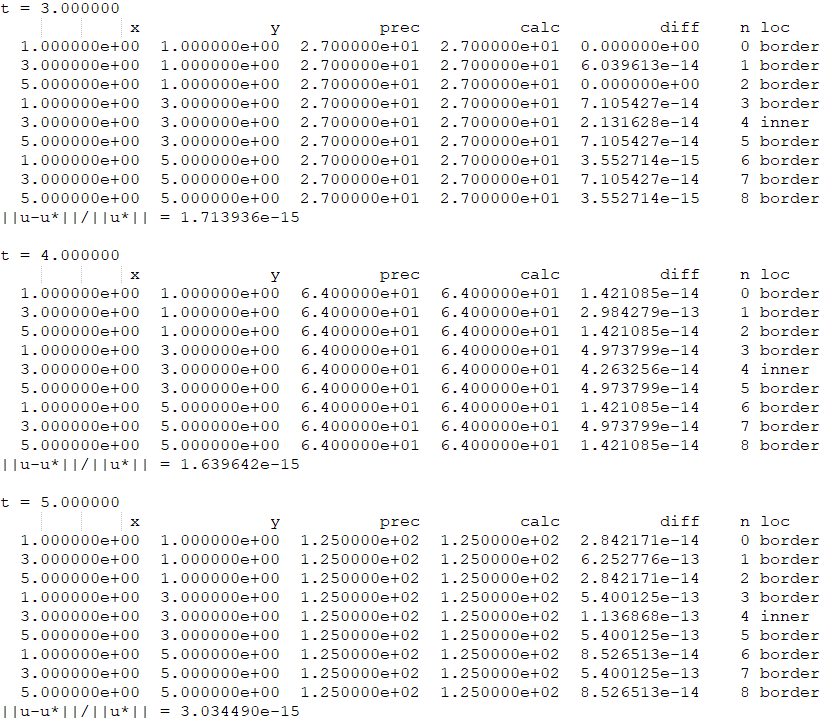 t = 3.000000
x y prec calc diff n loc
1.000000e+00 1.000000e+00 2.700000e+01 2.700000e+01 0.000000e+00 0 border
3.000000e+00 1.000000e+00 2.700000e+01 2.700000e+01 6.039613e-14 1 border
5.000000e+00 1.000000e+00 2.700000e+01 2.700000e+01 0.000000e+00 2 border
1.000000e+00 3.000000e+00 2.700000e+01 2.700000e+01 7.105427e-14 3 border
3.000000e+00 3.000000e+00 2.700000e+01 2.700000e+01 2.131628e-14 4 inner
5.000000e+00 3.000000e+00 2.700000e+01 2.700000e+01 7.105427e-14 5 border
1.000000e+00 5.000000e+00 2.700000e+01 2.700000e+01 3.552714e-15 6 border
3.000000e+00 5.000000e+00 2.700000e+01 2.700000e+01 7.105427e-14 7 border
5.000000e+00 5.000000e+00 2.700000e+01 2.700000e+01 3.552714e-15 8 border
||u-u*||/||u*|| = 1.713936e-15
t = 4.000000
x y prec calc diff n loc
1.000000e+00 1.000000e+00 6.400000e+01 6.400000e+01 1.421085e-14 0 border
3.000000e+00 1.000000e+00 6.400000e+01 6.400000e+01 2.984279e-13 1 border
5.000000e+00 1.000000e+00 6.400000e+01 6.400000e+01 1.421085e-14 2 border
1.000000e+00 3.000000e+00 6.400000e+01 6.400000e+01 4.973799e-14 3 border
3.000000e+00 3.000000e+00 6.400000e+01 6.400000e+01 4.263256e-14 4 inner
5.000000e+00 3.000000e+00 6.400000e+01 6.400000e+01 4.973799e-14 5 border
1.000000e+00 5.000000e+00 6.400000e+01 6.400000e+01 1.421085e-14 6 border
3.000000e+00 5.000000e+00 6.400000e+01 6.400000e+01 4.973799e-14 7 border
5.000000e+00 5.000000e+00 6.400000e+01 6.400000e+01 1.421085e-14 8 border
||u-u*||/||u*|| = 1.639642e-15
t = 5.000000
x y prec calc diff n loc
1.000000e+00 1.000000e+00 1.250000e+02 1.250000e+02 2.842171e-14 0 border
3.000000e+00 1.000000e+00 1.250000e+02 1.250000e+02 6.252776e-13 1 border
5.000000e+00 1.000000e+00 1.250000e+02 1.250000e+02 2.842171e-14 2 border
1.000000e+00 3.000000e+00 1.250000e+02 1.250000e+02 5.400125e-13 3 border
3.000000e+00 3.000000e+00 1.250000e+02 1.250000e+02 1.136868e-13 4 inner
5.000000e+00 3.000000e+00 1.250000e+02 1.250000e+02 5.400125e-13 5 border
1.000000e+00 5.000000e+00 1.250000e+02 1.250000e+02 8.526513e-14 6 border
3.000000e+00 5.000000e+00 1.250000e+02 1.250000e+02 5.400125e-13 7 border
5.000000e+00 5.000000e+00 1.250000e+02 1.250000e+02 8.526513e-14 8 border
||u-u*||/||u*|| = 3.034490e-15